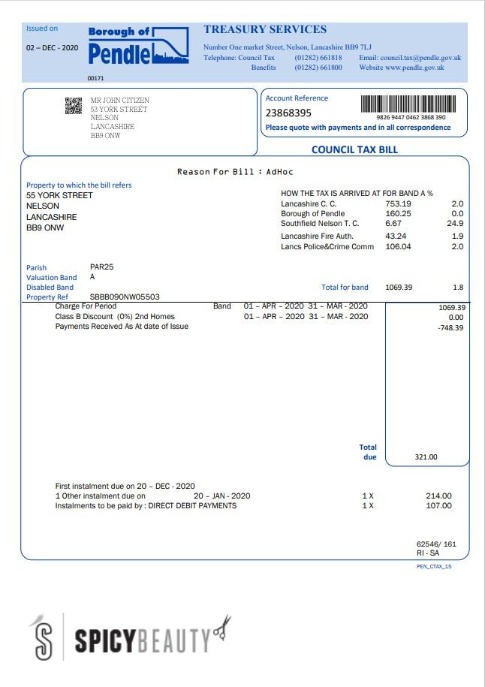 Issued on
02 – DEC - 2020
Borough of
Pendle
00171
TREASURY SERVICES
Number One market Street, Nelson, Lancashire BB9 7LJ
Telephone: Council Tax (01282) 661818 Email: council.tax@pendle.gov.uk
Benefits (01282) 661800 Website www.pendle.gov.uk
MR JOHN CITIZEN
53 YORK STREET
NELSON
LANCASHIRE
BB9 ONW
Account Reference
23868395
9826 9447 0462 3868 390
Please quote with payments and in all correspondence
COUNCIL TAX BILL
Reason For Bill : AdHoc
Property to which the bill refers
55 YORK STREET
NELSON
LANCASHIRE
BB9 ONW
HOW THE TAX IS ARRIVED AT FOR BAND A %
Lancashire C. C. 753.19 2.0
Borough of Pendle 160.25 0.0
Southfield Nelson T. C. 6.67 24.9
Lancashire Fire Auth. 43.24 1.9
Lancs Police&Crime Comm 106.04 2.0
Parish PAR25
Valuation Band A
Disabled Band Total for band 1069.39 1.8
Property Ref SBBB090NW05503
Charge For Period Band 01 – APR – 2020 31 – MAR - 2020 1069.39
Class B Discount (0%) 2nd Homes 01 – APR – 2020 31 – MAR - 2020 0.00
Payments Received As At date of Issue -748.39
Total
due 321.00
First instalment due on 20 – DEC - 2020
1 Other instalment due on 20 – JAN - 2020 1 X 214.00
Instalments to be paid by : DIRECT DEBIT PAYMENTS 1 X 107.00
62546/ 161
RI - SA
PEN_CTAX_15
S SPICYBEAUTY